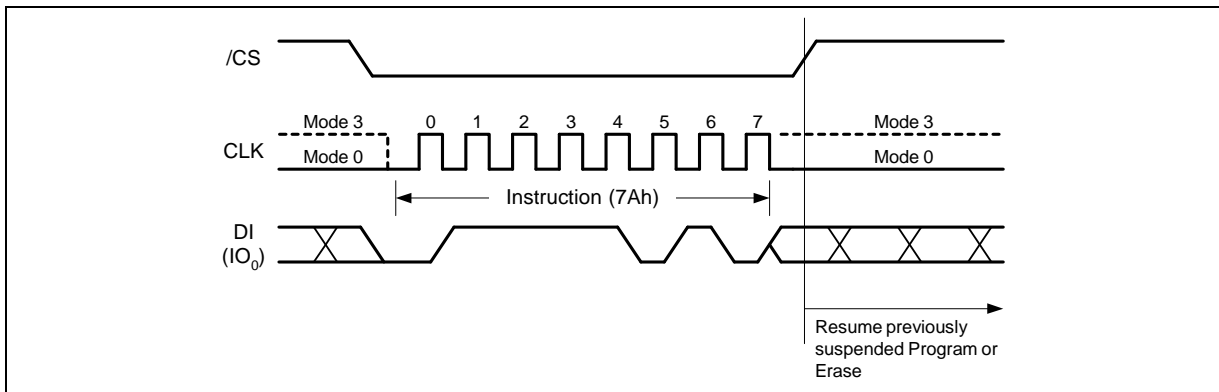 /CS
Mode 3 0 1 2 3 4 5 6 7 Mode 3
CLK
Mode 0 Mode 0
Instruction (7Ah)
DI
(IO0)
Resume previously
suspended Program or
Erase